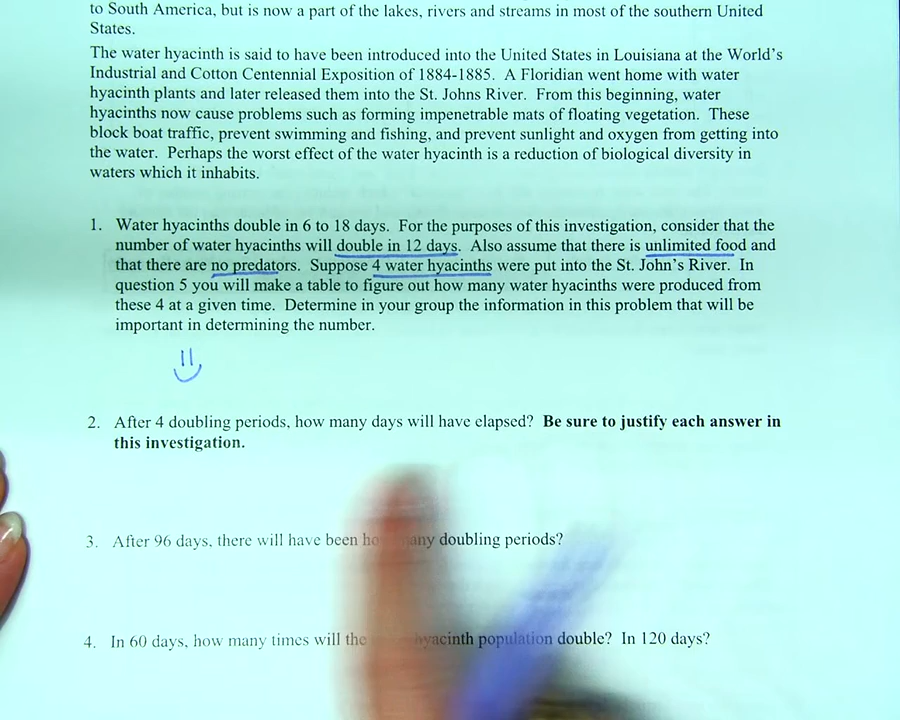 to South America, but is now a part of the lakes, rivers and streams in most of the southern United
States.
The water hyacinth is said to have been introduced into the United States in Louisiana at the World's
Industrial and Cotton Centennial Exposition of 1884-1885. A Floridian went home with water
hyacinth plants and later released them into the St. Johns River. From this beginning, water
hyacinths now cause problems such as forming impenetrable mats of floating vegetation. These
block boat traffic, prevent swimming and fishing, and prevent sunlight and oxygen from getting into
the water. Perhaps the worst effect of the water hyacinth is a reduction of biological diversity in
waters which it inhabits.
1. Water hyacinths double in 6 to 18 days. For the purposes of this investigation, consider that the
number of water hyacinths will double in 12 days. Also assume that there is unlimited food and
that there are no predators. Suppose 4 water hyacinths were put into the St. John's River. In
question 5 you will make a table to figure out how many water hyacinths were produced from
these 4 at a given time. Determine in your group the information in this problem that will be
important in determining the number.
2. After 4 doubling periods, how many days will have elapsed? Be sure to justify each answer in
this investigation.
3. After 96 days, there will have been how many doubling periods?
4. In 60 days, how many times will the hyacinth population double? In 120 days?